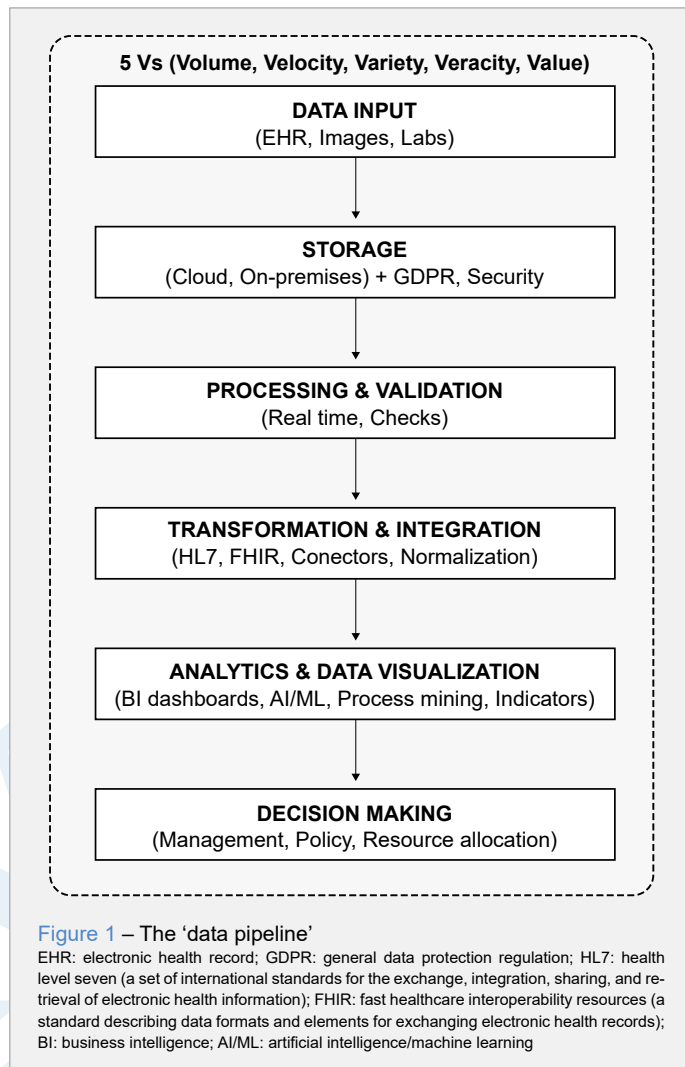 5 Vs (Volume, Velocity, Variety, Veracity, Value)
DATA INPUT
(EHR, Images, Labs)
STORAGE
(Cloud, On-premises) + GDPR, Security
PROCESSING & VALIDATION
(Real time, Checks)
TRANSFORMATION & INTEGRATION
(HL7, FHIR, Conectors, Normalization)
ANALYTICS & DATA VISUALIZATION
(BI dashboards, AI/ML, Process mining, Indicators)
DECISION MAKING
(Management, Policy, Resource allocation)
Figure 1 – The ‘data pipeline’
EHR: electronic health record; GDPR: general data protection regulation; HL7: health
level seven (a set of international standards for the exchange, integration, sharing, and re-
trieval of electronic health information); FHIR: fast healthcare interoperability resources (a
standard describing data formats and elements for exchanging electronic health records);
BI: business intelligence; AI/ML: artificial intelligence/machine learning